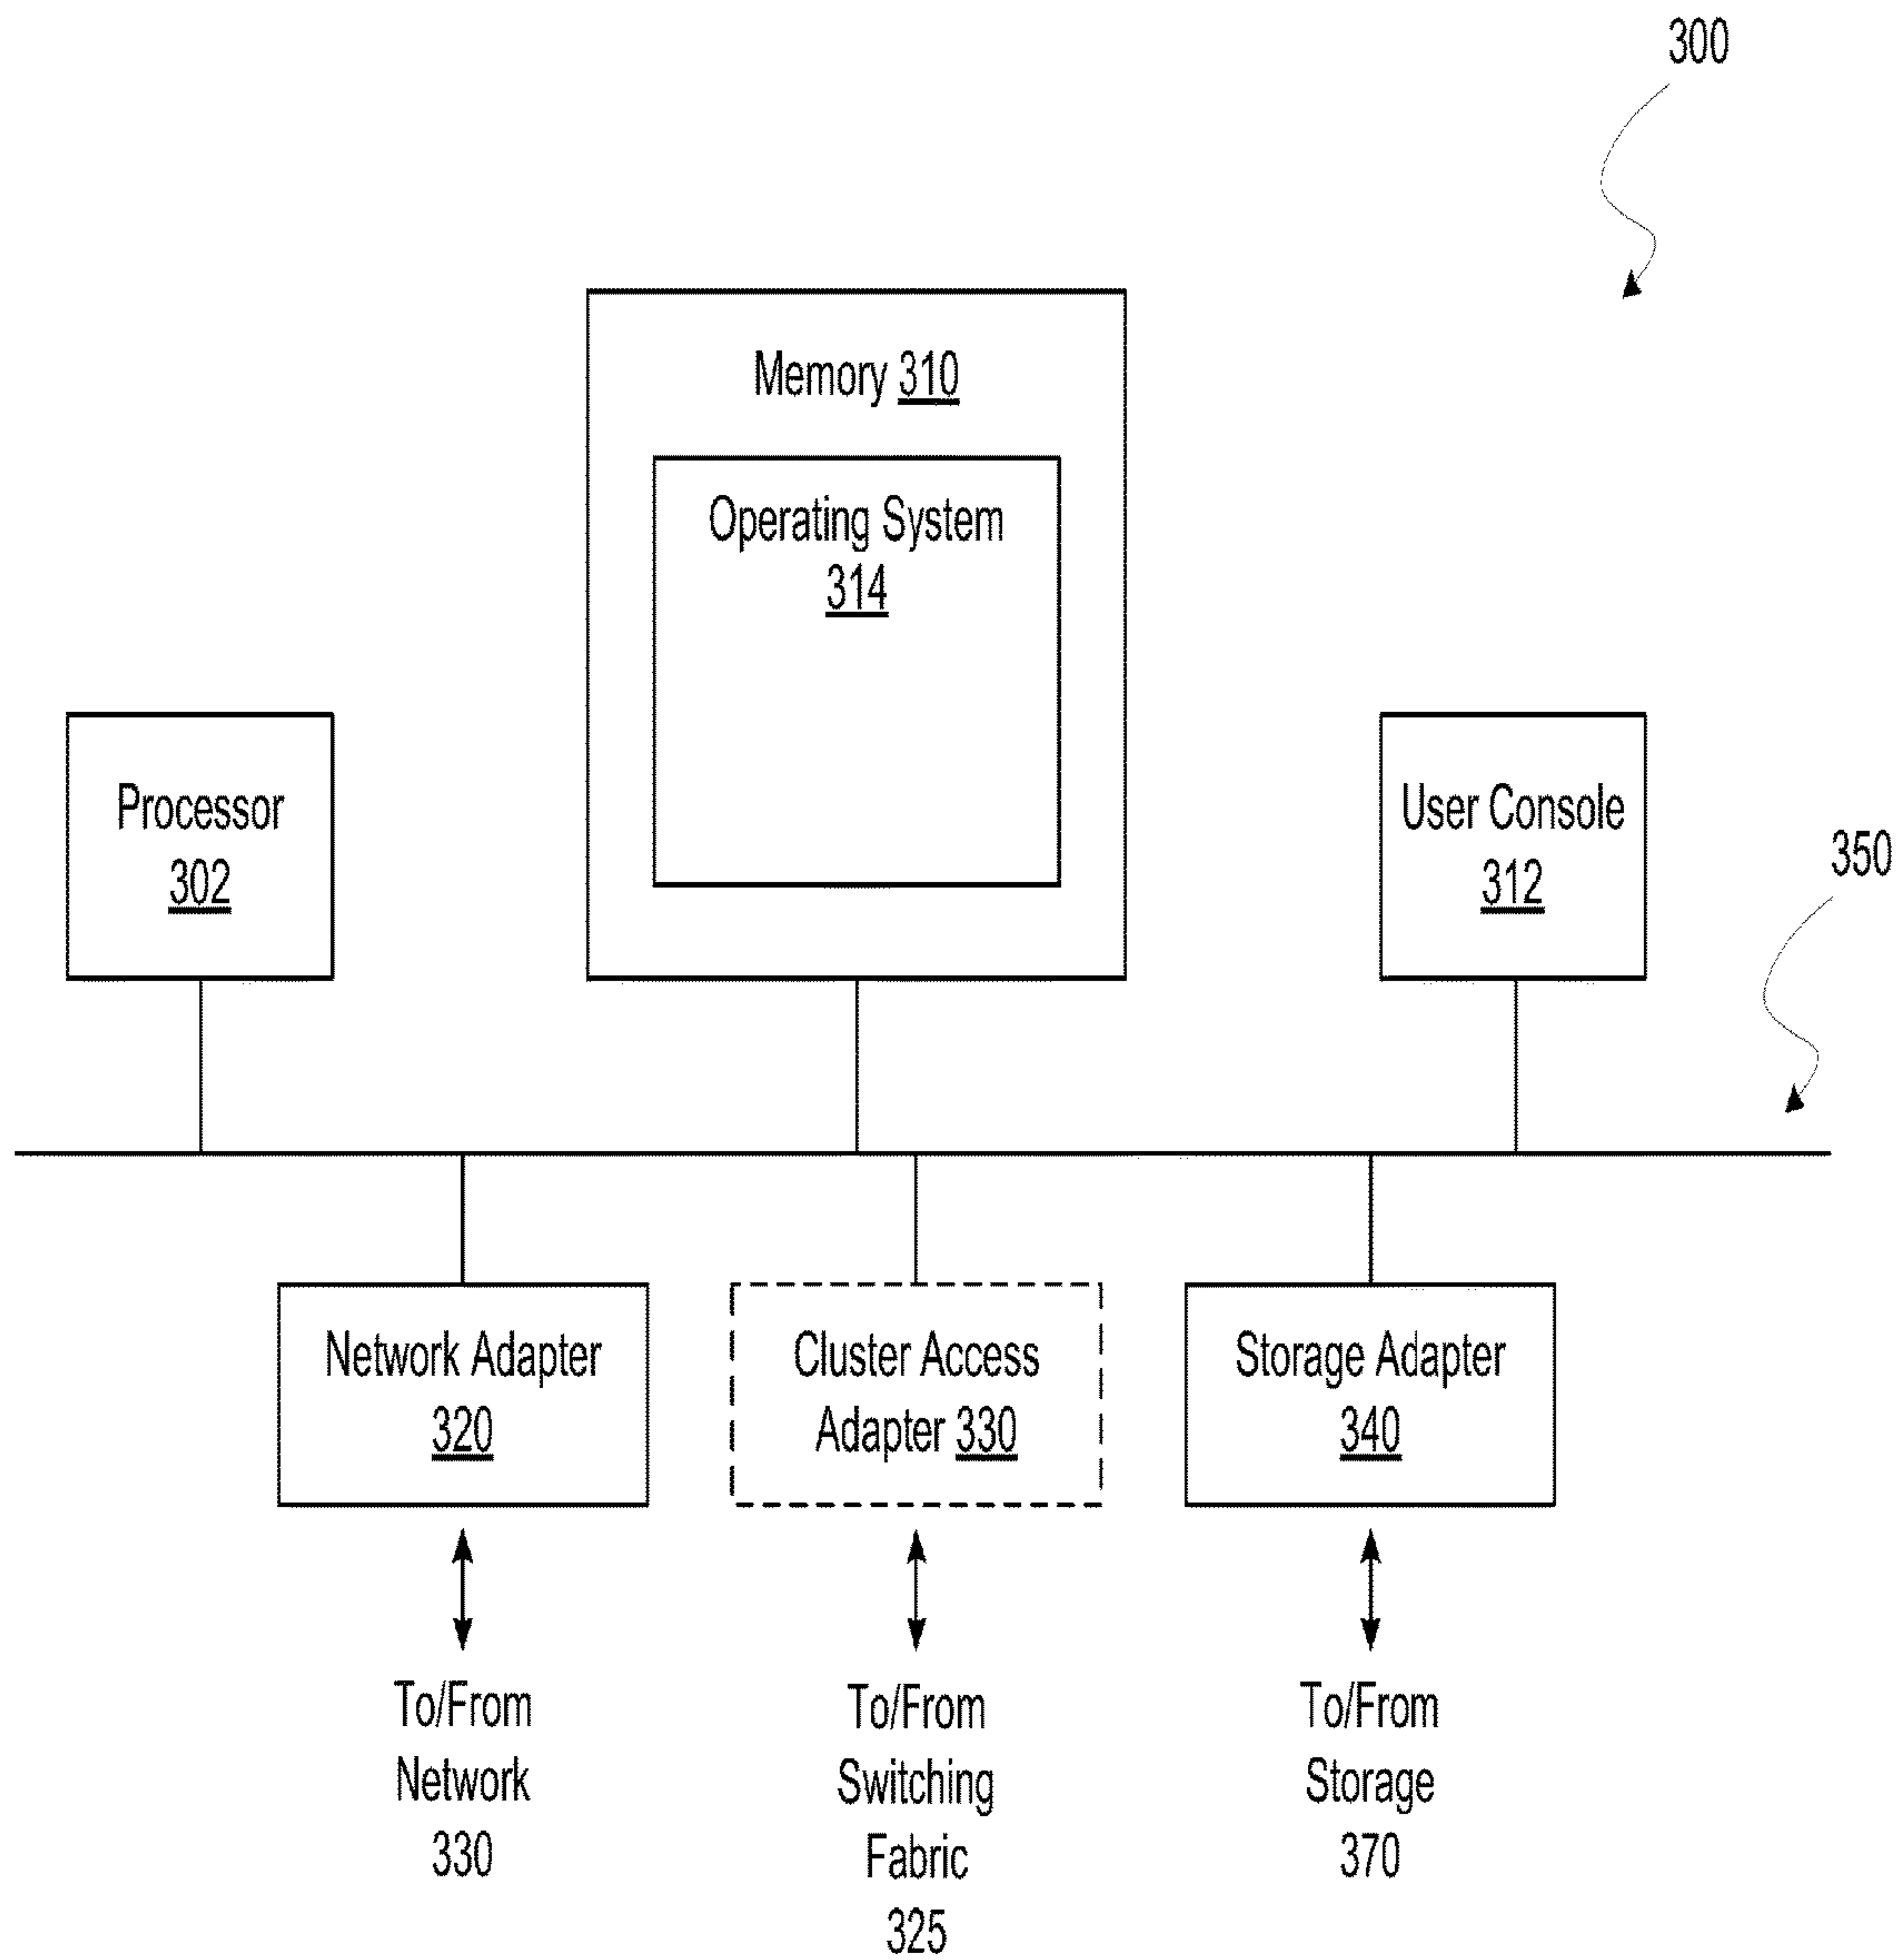 300
Memory 310
Operating System
314
Processor
302
User Console
312
350
Network Adapter
320
Cluster Access
Adapter 330
Storage Adapter
340
To/From
Network
330
To/From
Switching
Fabric
325
To/From
Storage
370